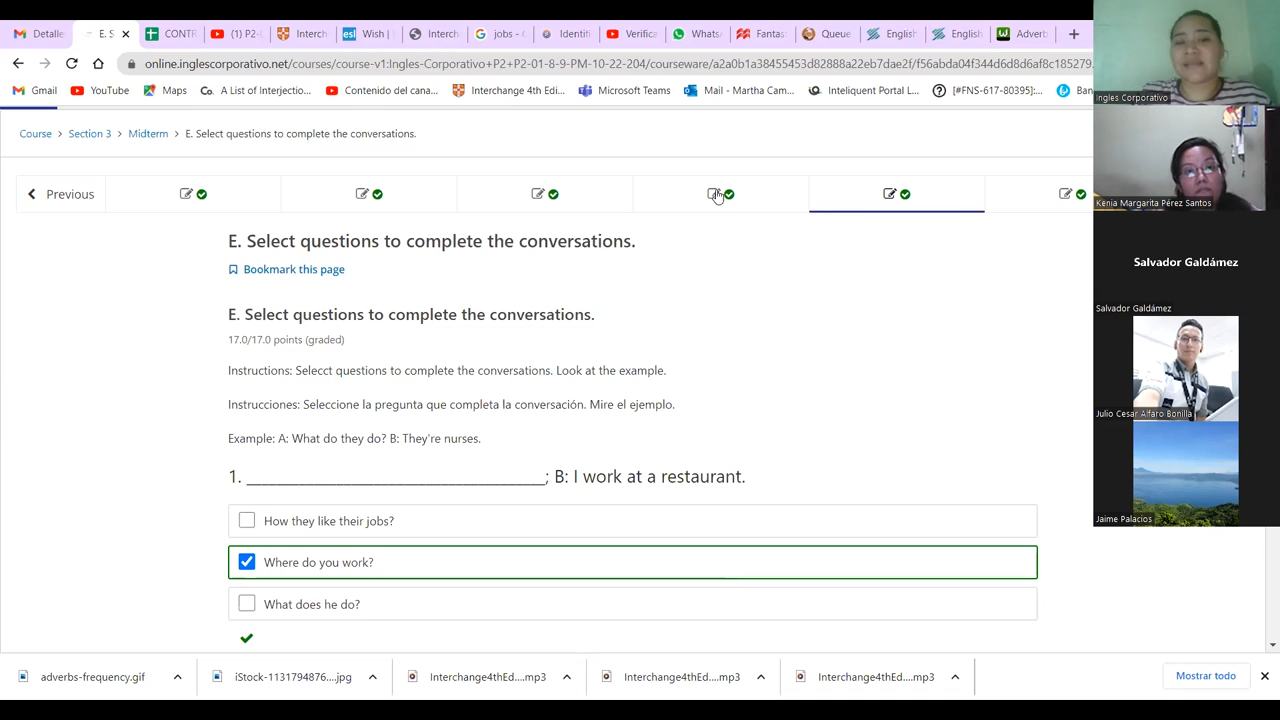 Detalle
E. S
CONTR
(1) P2-
Interch
Wish |
Interch
jobs -
Identifi
Verifica
Whats
Fantas
Queue
English
English
Adverb
online.inglescorporativo.net/courses/course-v1:Ingles-Corporativo+P2+P2-01-8-9-PM-10-22-204/courseware/a2a0b1a38455453d82888a22eb7dae2f/f56abda04f344d6d8d6af8c185279...
Gmail
YouTube
Maps
A List of Interjectio...
Contenido del cana...
Interchange 4th Edi...
Microsoft Teams
Mail - Martha Cam...
Inteliquent Portal L...
[#FNS-617-80395]:...
Ban
Course > Section 3 > Midterm > E. Select questions to complete the conversations.
Previous
E. Select questions to complete the conversations.
Bookmark this page
E. Select questions to complete the conversations.
17.0/17.0 points (graded)
Instructions: Selecct questions to complete the conversations. Look at the example.
Instrucciones: Seleccione la pregunta que completa la conversación. Mire el ejemplo.
Example: A: What do they do? B: They're nurses.
1. ________________________________; B: I work at a restaurant.
How they like their jobs?
Where do you work?
What does he do?
adverbs-frequency.gif
iStock-1131794876....jpg
Interchange4thEd....mp3
Interchange4thEd....mp3
Interchange4thEd....mp3
Mostrar todo
Ingles Corporativo
Kenia Margarita Pérez Santos
Salvador Galdámez
Salvador Galdámez
Julio Cesar Alfaro Bonilla
Jaime Palacios